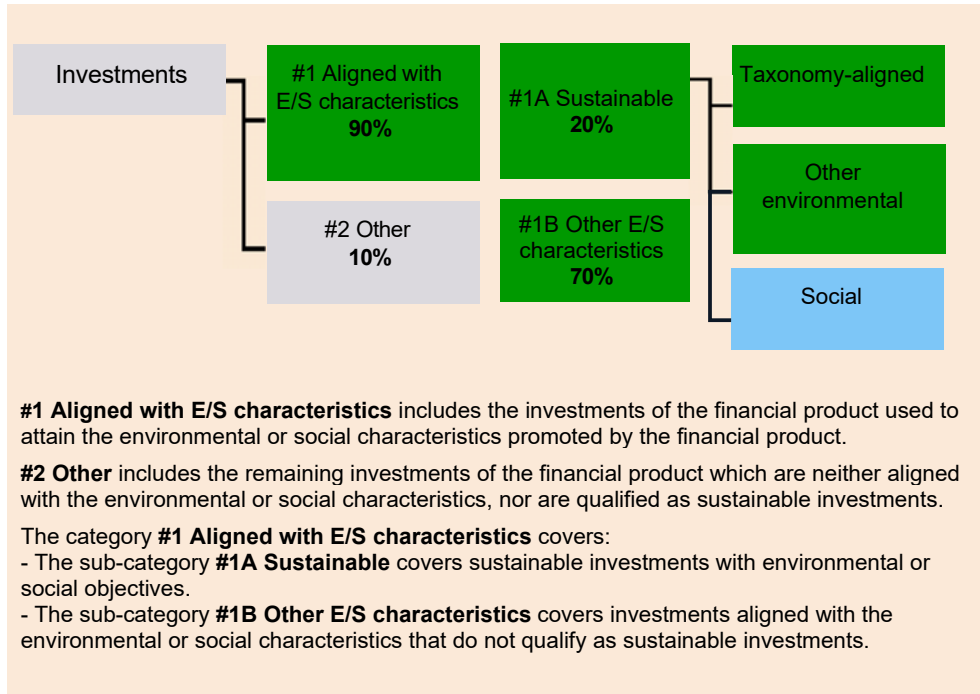 Investments
#1 Aligned with
E/S characteristics
90%
#2 Other
10%
#1A Sustainable
20%
#1B Other E/S
characteristics
70%
Taxonomy-aligned
Other
environmental
Social
#1 Aligned with E/S characteristics includes the investments of the financial product used to
attain the environmental or social characteristics promoted by the financial product.
#2 Other includes the remaining investments of the financial product which are neither aligned
with the environmental or social characteristics, nor are qualified as sustainable investments.
The category #1 Aligned with E/S characteristics covers:
- The sub-category #1A Sustainable covers sustainable investments with environmental or
social objectives.
- The sub-category #1B Other E/S characteristics covers investments aligned with the
environmental or social characteristics that do not qualify as sustainable investments.